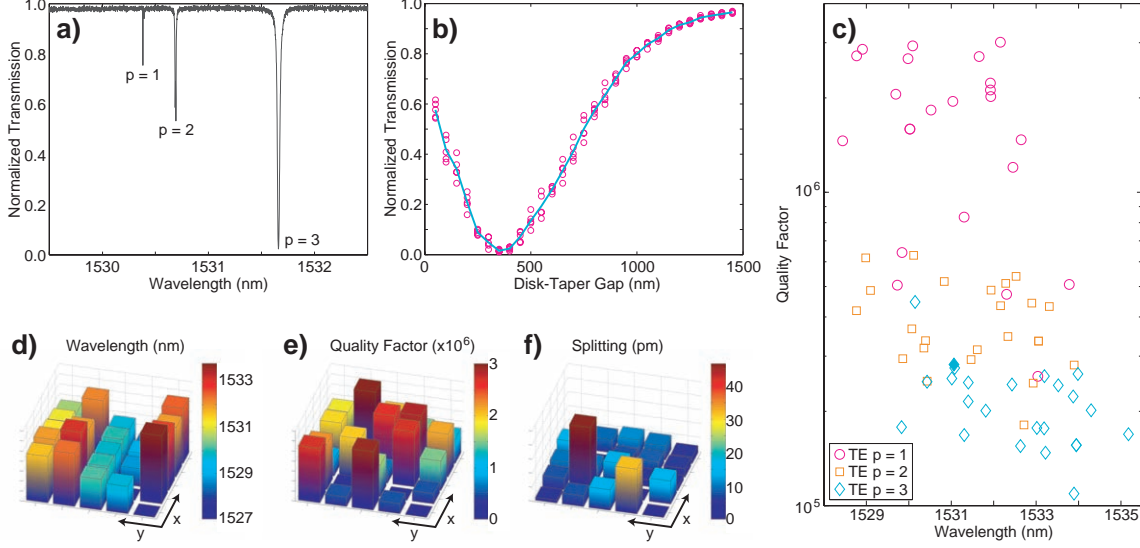 a)
Normalized Transmission
1.0
0.8
0.6
0.4
0.2
0.0
p = 1
p = 2
p = 3
1530
1531
1532
Wavelength (nm)
b)
Normalized Transmission
1.0
0.8
0.6
0.4
0.2
0.0
0
500
1000
1500
Disk-Taper Gap (nm)
c)
Quality Factor
10^6
10^5
TE p = 1
TE p = 2
TE p = 3
1529
1531
1533
1535
Wavelength (nm)
d)
Wavelength (nm)
1533
1531
1529
1527
x
y
e)
Quality Factor (x10^6)
3
2
1
0
x
y
f)
Splitting (pm)
40
30
20
10
0
x
y